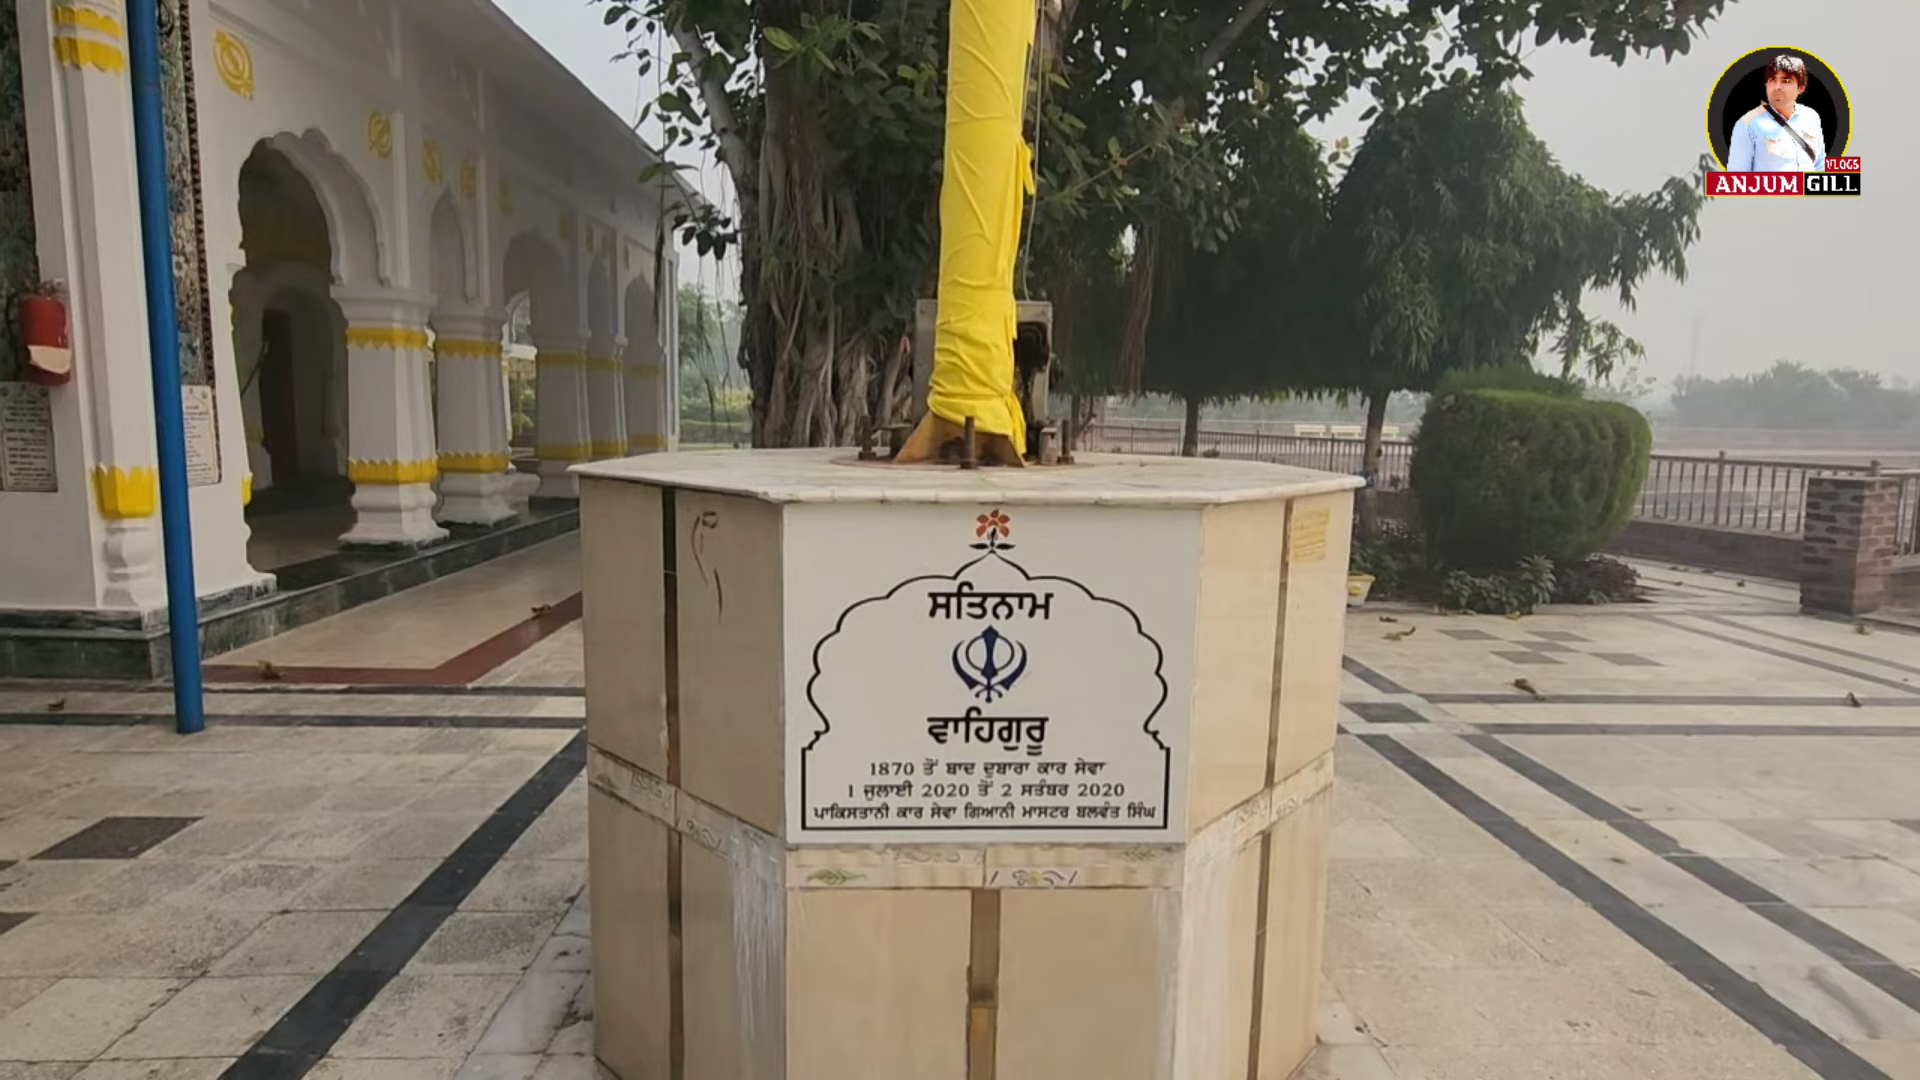 VLOGS
ANJUM GILL
ਸਤਿਨਾਮ
ਵਾਹਿਗੁਰੂ
1870 ਤੋਂ ਬਾਦ ਦੁਬਾਰਾ ਕਾਰ ਸੇਵਾ
1 ਜੁਲਾਈ 2020 ਤੋਂ 2 ਸਤੰਬਰ 2020
ਪਾਕਿਸਤਾਨੀ ਕਾਰ ਸੇਵਾ ਗਿਆਨੀ ਮਾਸਟਰ ਬਲਵੰਤ ਸਿੰਘ